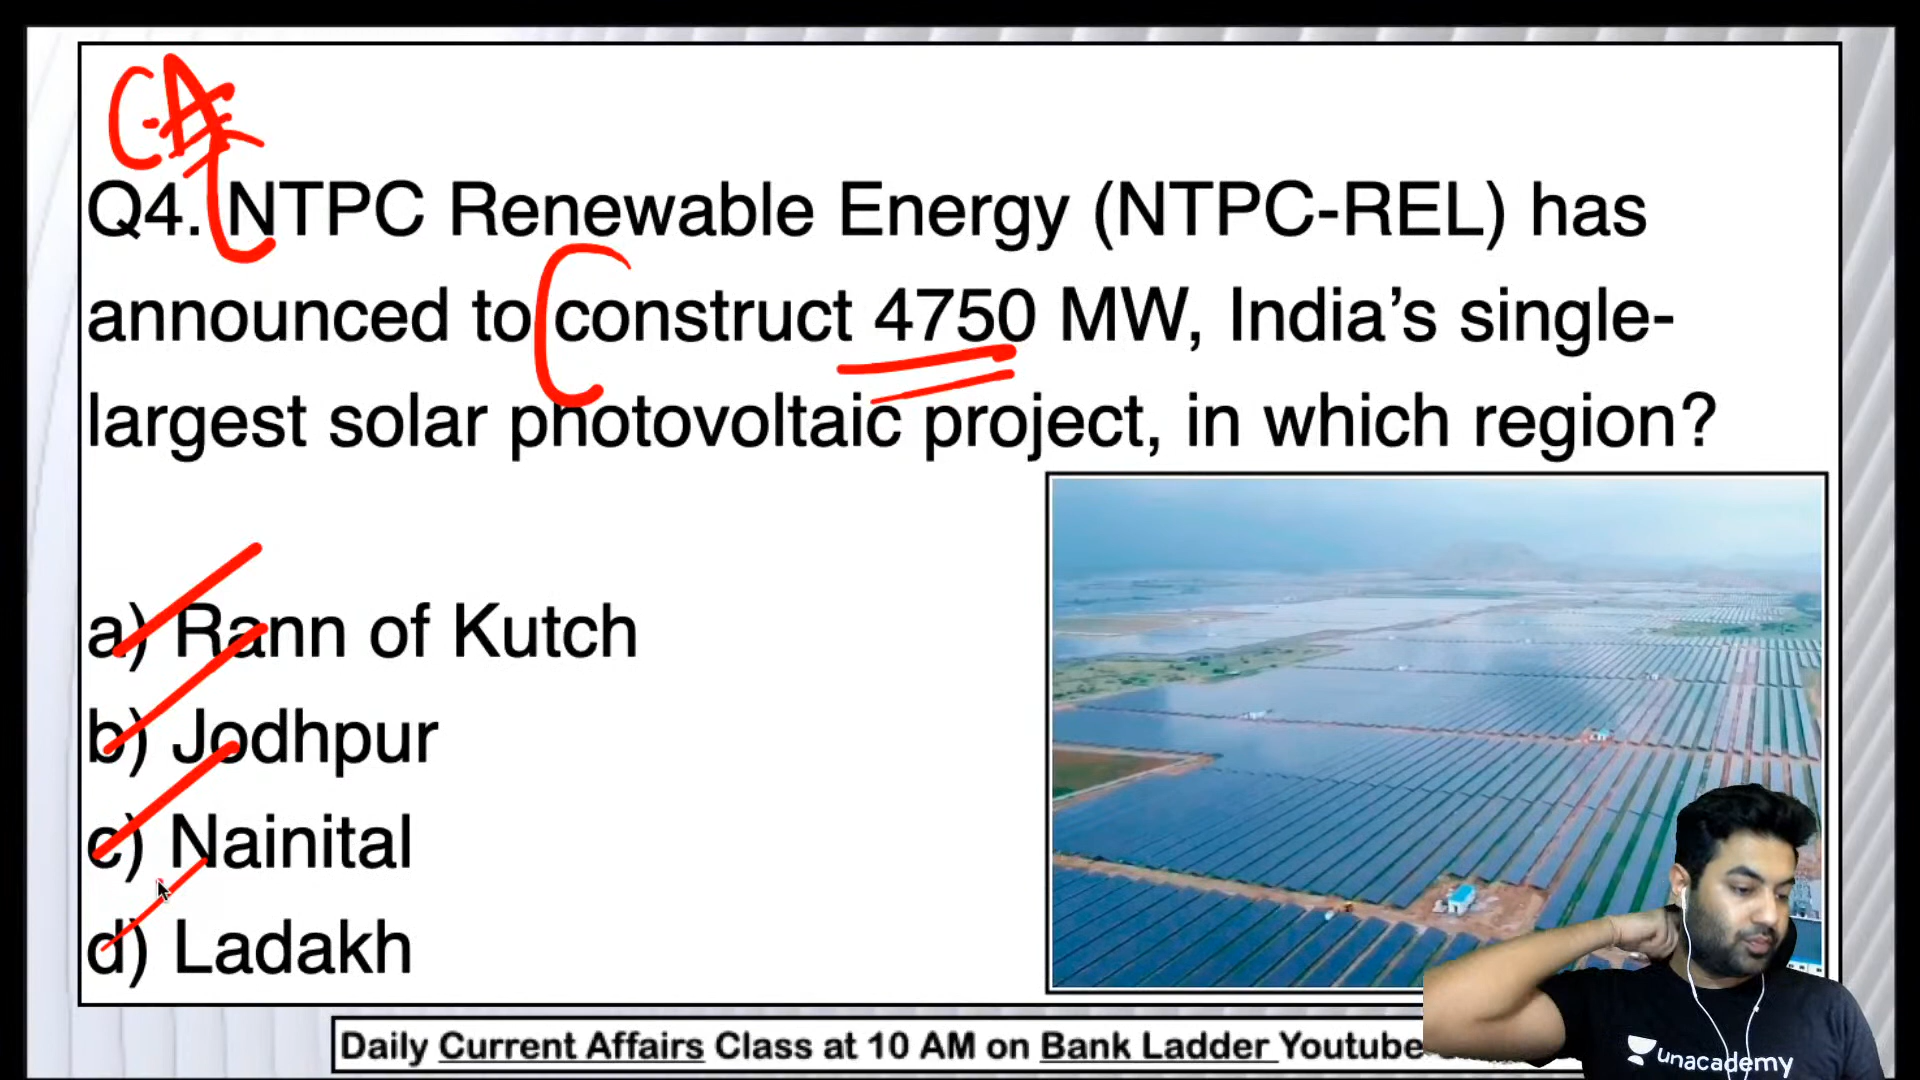 C.A
Q4. NTPC Renewable Energy (NTPC-REL) has
announced to construct 4750 MW, India's single-
largest solar photovoltaic project, in which region?
a) Rann of Kutch
b) Jodhpur
c) Nainital
d) Ladakh
Daily Current Affairs Class at 10 AM on Bank Ladder Youtube
unacademy